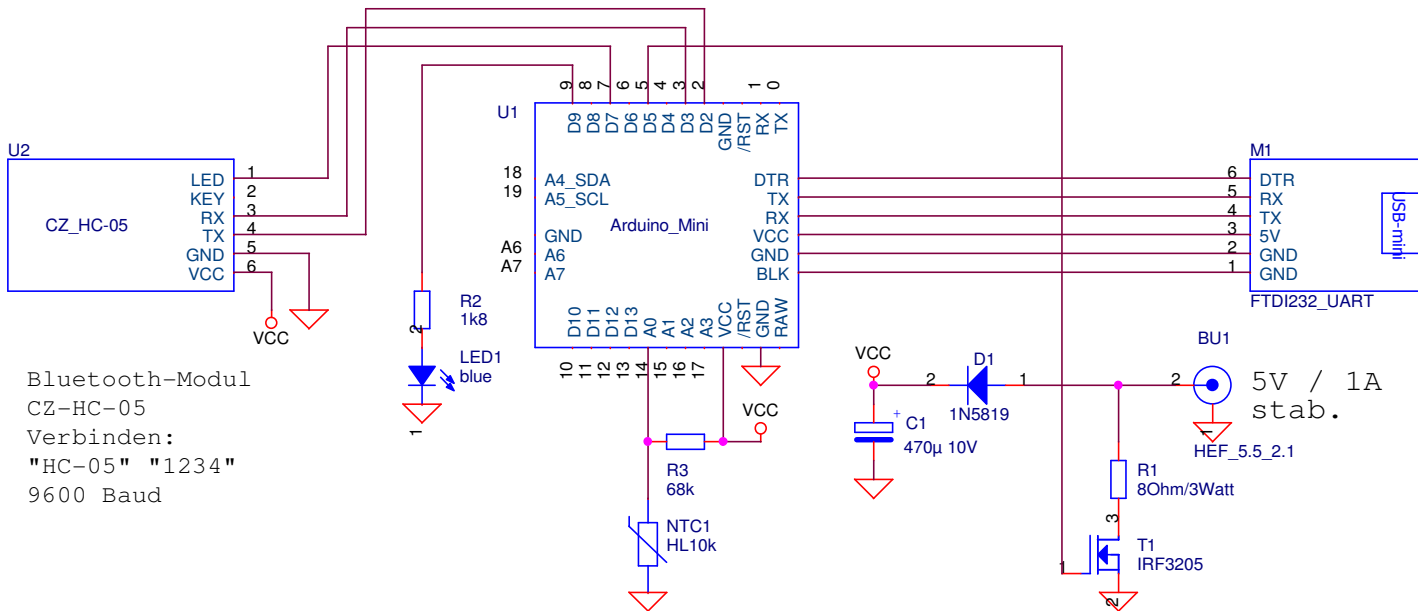 9 8 7 6 5 4 3 2 1 0
U1
D9 D8 D7 D6 D5 D4 D3 D2 GND /RST RX TX
U2
CZ_HC-05
LED 1
KEY 2
RX 3
TX 4
GND 5
VCC 6
VCC
18 A4_SDA
19 A5_SCL
GND
A6 A6
A7 A7
Arduino_Mini
DTR
TX
RX
VCC
GND
BLK
D10 D11 D12 D13 A0 A1 A2 A3 VCC /RST GND RAW
10 11 12 13 14 15 16 17
M1
6 DTR
5 RX
4 TX
3 5V
2 GND
1 GND
USB-mini
FTDI232_UART
R2
1k8
2
LED1
blue
1
Bluetooth-Modul
CZ-HC-05
Verbinden:
"HC-05" "1234"
9600 Baud
VCC
R3
68k
NTC1
HL10k
VCC
2 D1 1
1N5819
+
C1
470µ 10V
BU1
2
1
5V / 1A
stab.
HEF_5.5_2.1
R1
8Ohm/3Watt
3
T1
IRF3205
1
2